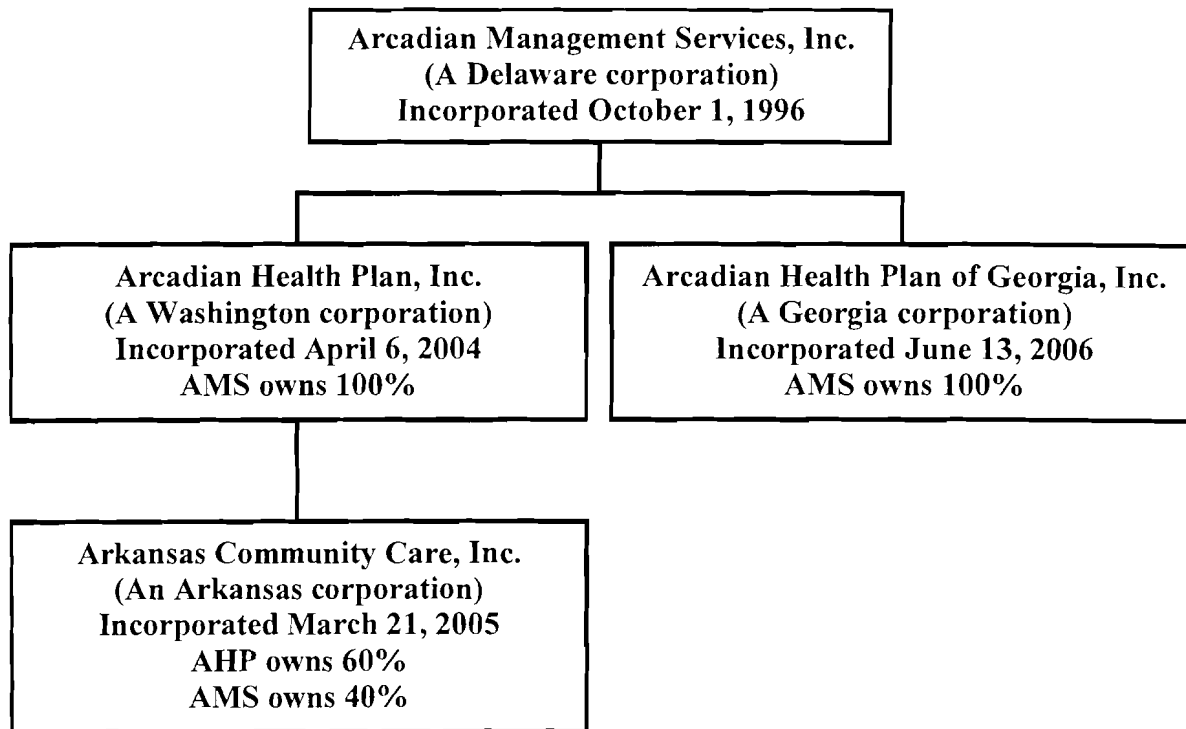 Arcadian Management Services, Inc.
(A Delaware corporation)
Incorporated October 1, 1996
Arcadian Health Plan, Inc.
(A Washington corporation)
Incorporated April 6, 2004
AMS owns 100%
Arcadian Health Plan of Georgia, Inc.
(A Georgia corporation)
Incorporated June 13, 2006
AMS owns 100%
Arkansas Community Care, Inc.
(An Arkansas corporation)
Incorporated March 21, 2005
AHP owns 60%
AMS owns 40%